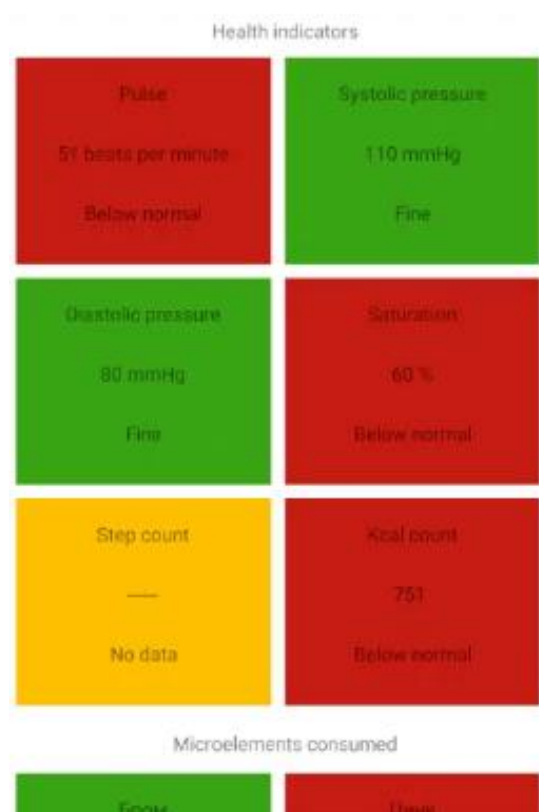 Health indicators
Pulse
Systolic pressure
51 beats per minute
110 mmHg
Below normal
Fine
Diastolic pressure
Saturation
80 mmHg
60 %
Fine
Below normal
Step count
Kcal count
-----
751
No data
Below normal
Microelements consumed
Бром